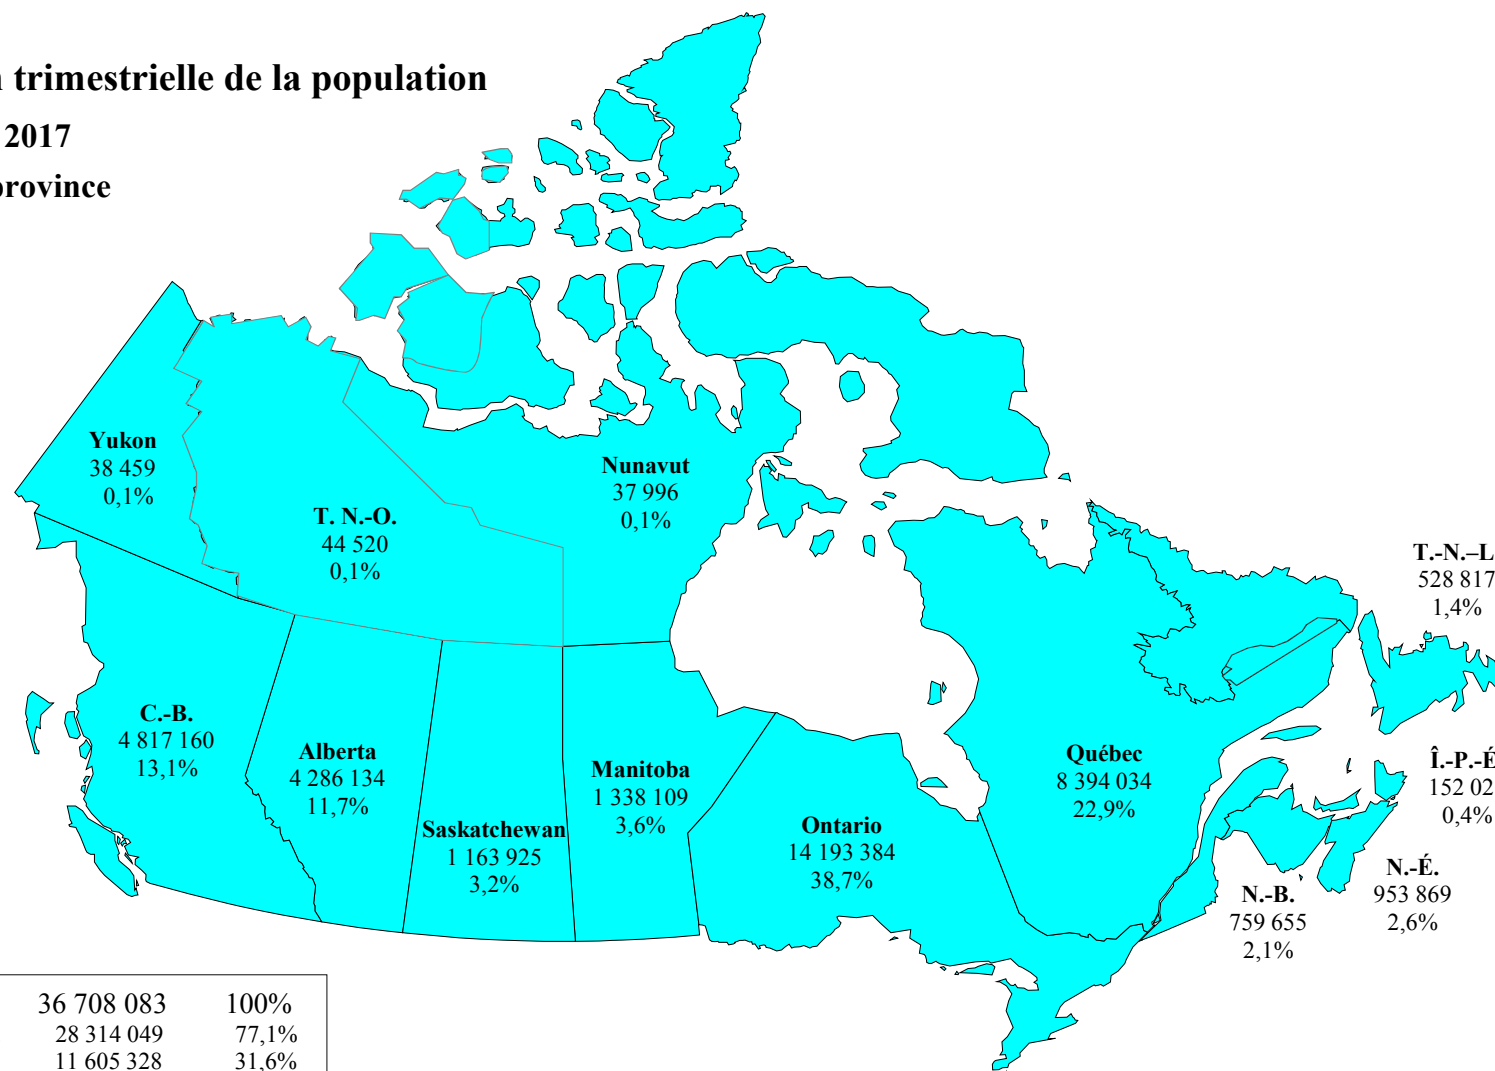 trimestrielle de la population
2017
province
Yukon
38 459
0,1%
T. N.-O.
44 520
0,1%
Nunavut
37 996
0,1%
T.-N.–L
528 817
1,4%
C.-B.
4 817 160
13,1%
Alberta
4 286 134
11,7%
Saskatchewan
1 163 925
3,2%
Manitoba
1 338 109
3,6%
Ontario
14 193 384
38,7%
Québec
8 394 034
22,9%
Î.-P.-É
152 02
0,4%
N.-É.
953 869
2,6%
N.-B.
759 655
2,1%
36 708 083 100%
28 314 049 77,1%
11 605 328 31,6%